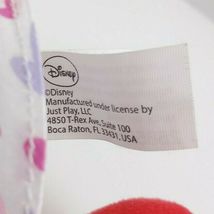 Disney
©Disney
Manufactured under license by
Just Play, LLC
4850 T-Rex Ave, Suite 100
Boca Raton, FL 33431, USA